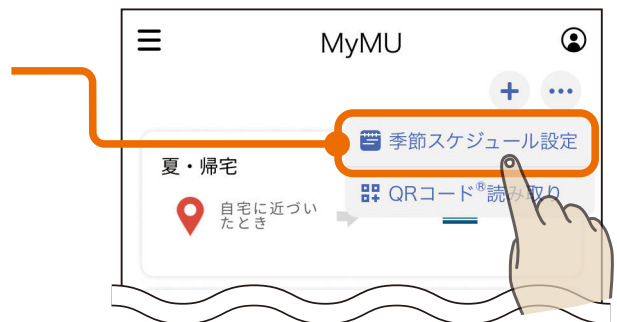 MyMU
季節スケジュール設定
夏・帰宅
QRコード®読み取り
自宅に近づい
たとき